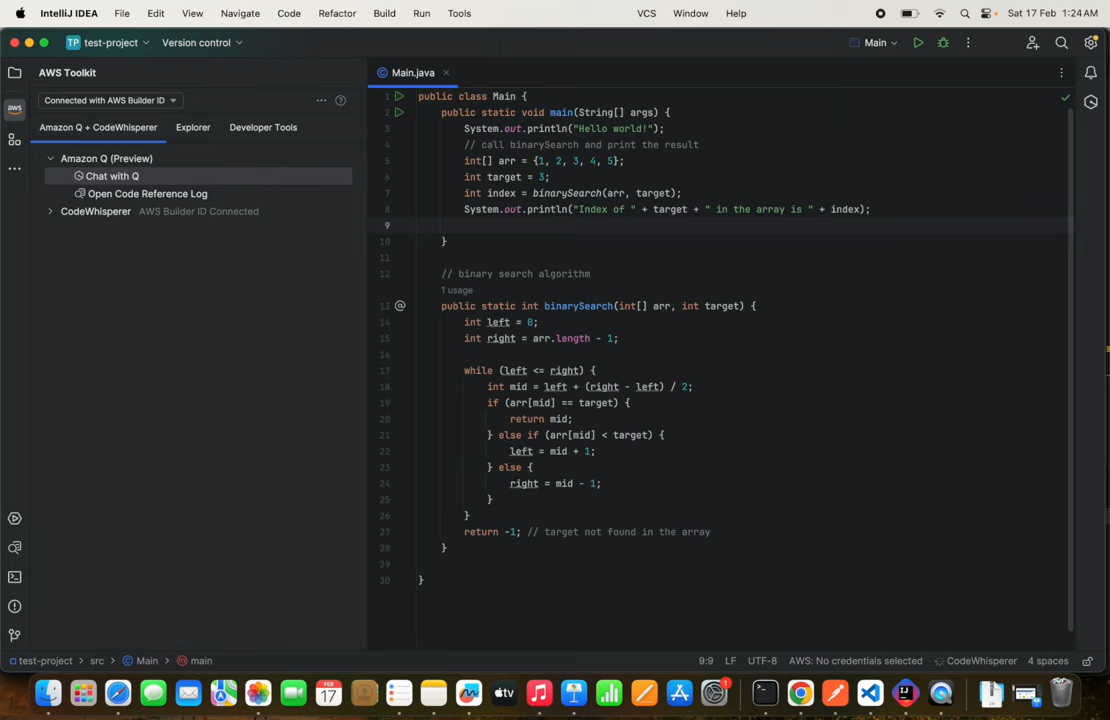 IntelliJ IDEA File Edit View Navigate Code Refactor Build Run Tools VCS Window Help Sat 17 Feb 1:24 AM
TP test-project Version control Main
AWS Toolkit
Main.java
aws
Connected with AWS Builder ID
Amazon Q + CodeWhisperer Explorer Developer Tools
Amazon Q (Preview)
Chat with Q
Open Code Reference Log
CodeWhisperer AWS Builder ID Connected
1 public class Main {
2 public static void main(String[] args) {
3 System.out.println("Hello world!");
4 // call binarySearch and print the result
5 int[] arr = {1, 2, 3, 4, 5};
6 int target = 3;
7 int index = binarySearch(arr, target);
8 System.out.println("Index of " + target + " in the array is " + index);
9
10 }
11
12 // binary search algorithm
1 usage
13 @ public static int binarySearch(int[] arr, int target) {
14 int left = 0;
15 int right = arr.length - 1;
16
17 while (left <= right) {
18 int mid = left + (right - left) / 2;
19 if (arr[mid] == target) {
20 return mid;
21 } else if (arr[mid] < target) {
22 left = mid + 1;
23 } else {
24 right = mid - 1;
25 }
26 }
27 return -1; // target not found in the array
28 }
29
30 }
test-project > src > Main > main 9:9 LF UTF-8 AWS: No credentials selected CodeWhisperer 4 spaces
FEB
17
tv
1